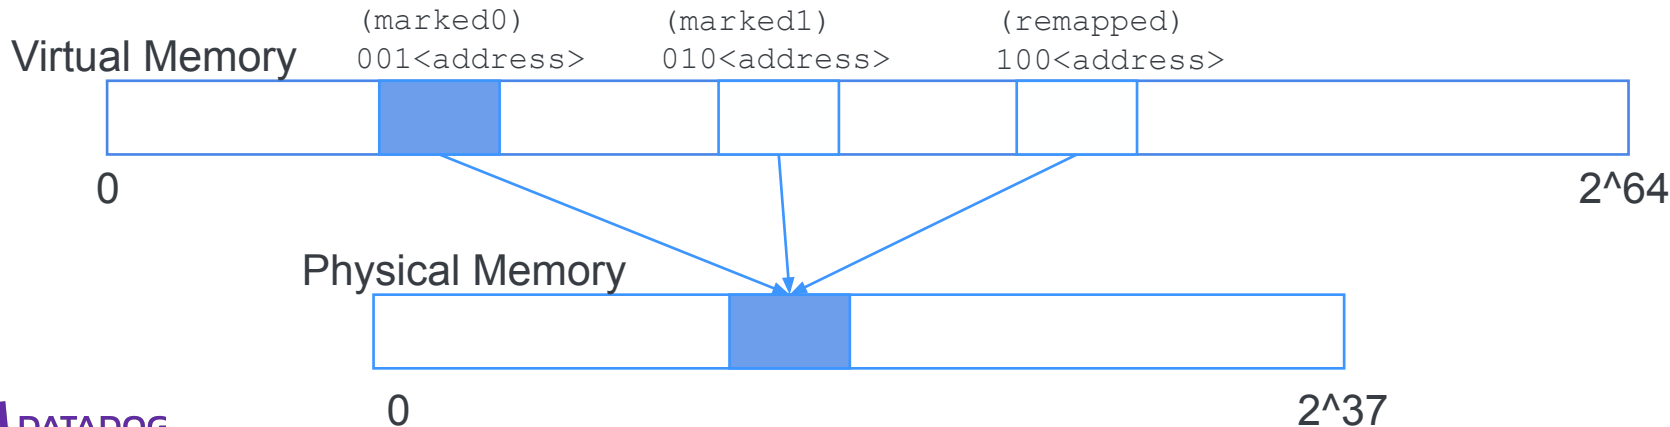 (marked0) (marked1) (remapped)
Virtual Memory 001<address> 010<address> 100<address>
0 2^64
Physical Memory
0 2^37
DATADOG